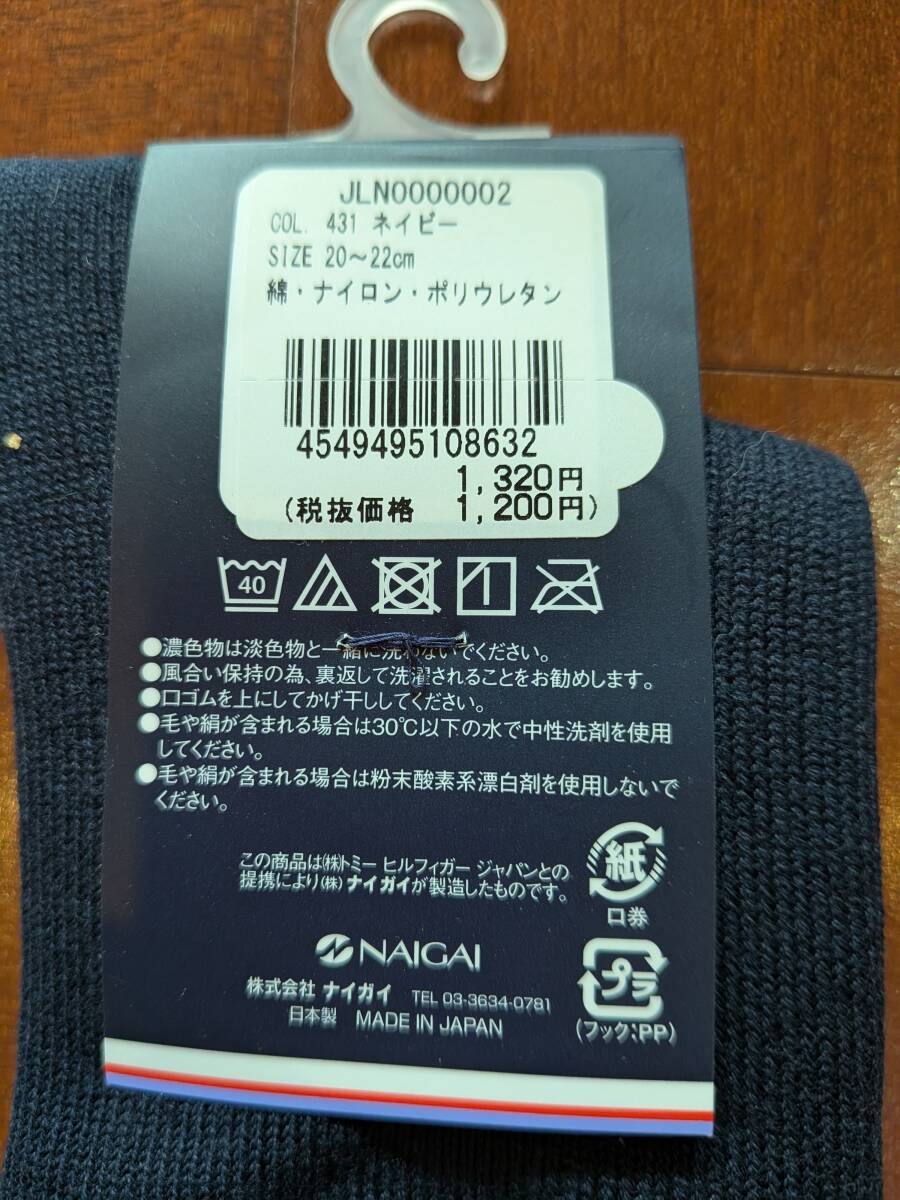 JLN0000002
COL. 431 ネイビー
SIZE 20～22cm
綿・ナイロン・ポリウレタン
4549495108632
1,320円
(税抜価格 1,200円)
40
●濃色物は淡色物と一緒に洗わないでください。
●風合い保持の為、裏返して洗濯されることをお勧めします。
●口ゴムを上にしてかげ干ししてください。
●毛や絹が含まれる場合は30℃以下の水で中性洗剤を使用
してください。
●毛や絹が含まれる場合は粉末酸素系漂白剤を使用しないで
ください。
この商品は㈱トミー ヒルフィガー ジャパンとの
提携により㈱ナイガイが製造したものです。
紙
口券
NAIGAI
株式会社 ナイガイ TEL 03-3634-0781
日本製 MADE IN JAPAN
プラ
(フック:PP)